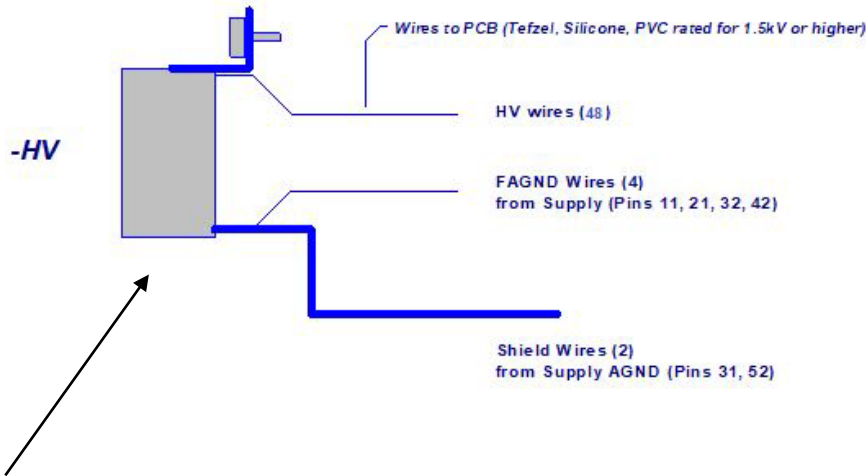 Wires to PCB (Tefzel, Silicone, PVC rated for 1.5kV or higher)
HV wires (48)
-HV
FAGND Wires (4)
from Supply (Pins 11, 21, 32, 42)
Shield Wires (2)
from Supply AGND (Pins 31, 52)